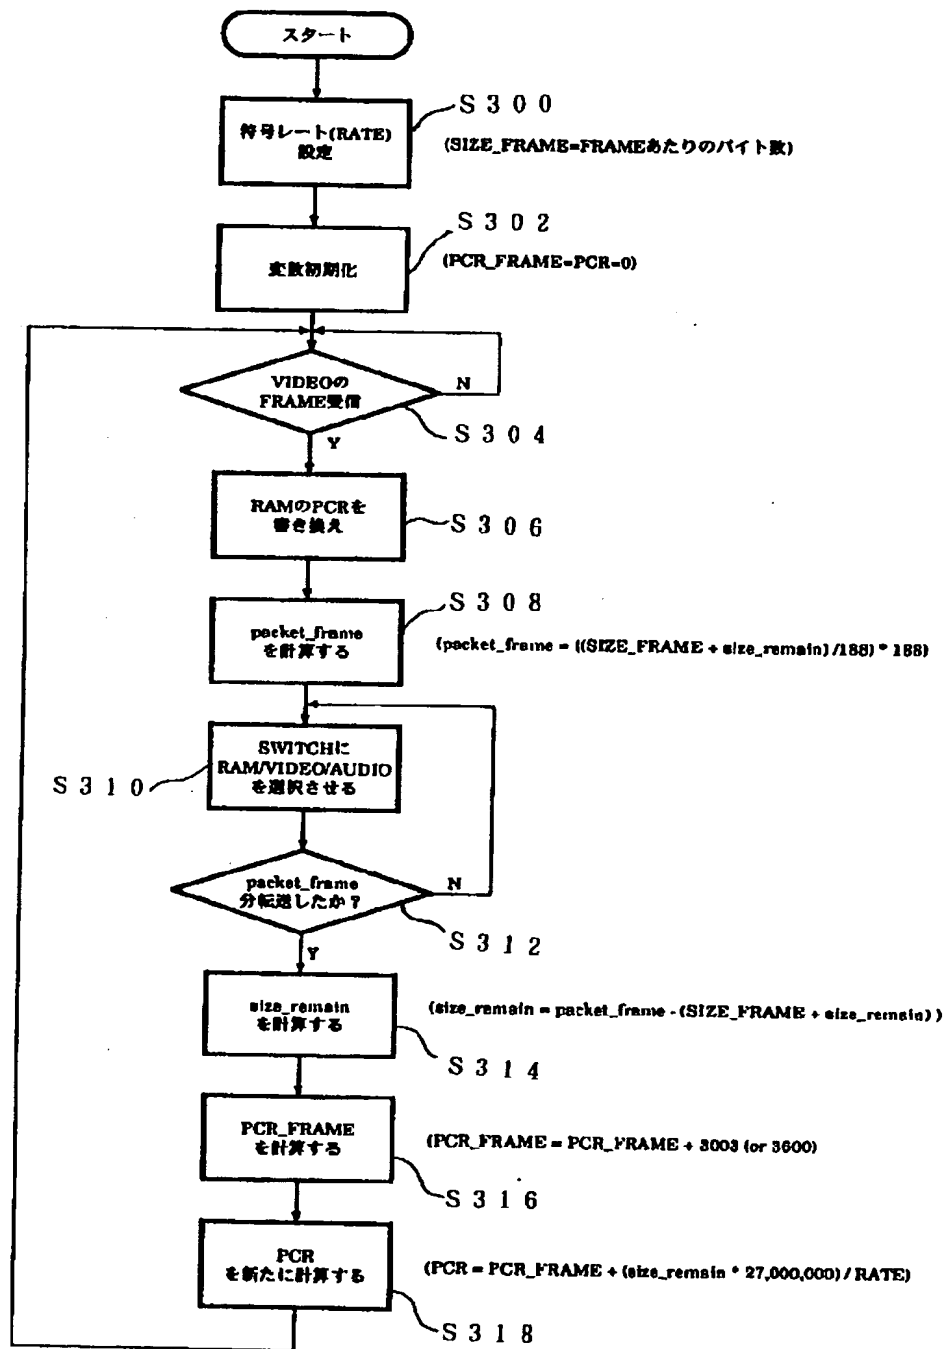 スタート
符号レート(RATE)
設定
S300
(SIZE_FRAME=FRAMEあたりのバイト数)
変数初期化
S302
(PCR_FRAME=PCR=0)
VIDEOの
FRAME受信
N
S304
Y
RAMのPCRを
書き換え
S306
packet_frame
を計算する
S308
(packet_frame = ((SIZE_FRAME + size_remain) /188) * 188)
SWITCHに
RAM/VIDEO/AUDIO
を選択させる
S310
packet_frame
分転送したか？
N
S312
Y
size_remain
を計算する
(size_remain = packet_frame - (SIZE_FRAME + size_remain) )
S314
PCR_FRAME
を計算する
(PCR_FRAME = PCR_FRAME + 3003 (or 3600)
S316
PCR
を新たに計算する
(PCR = PCR_FRAME + (size_remain * 27,000,000) / RATE)
S318